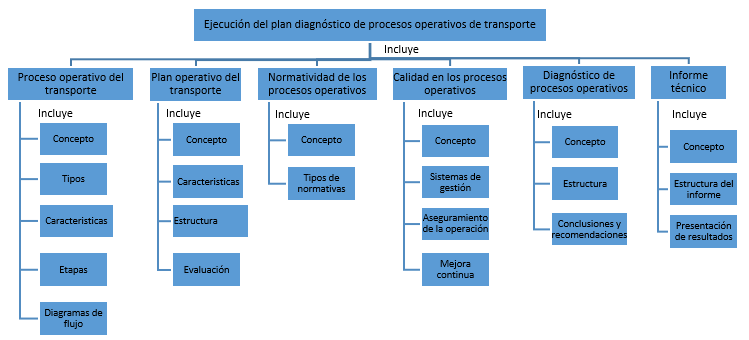 Ejecución del plan diagnóstico de procesos operativos de transporte
Incluye
Proceso operativo del
transporte
Incluye
Concepto
Tipos
Caracteristicas
Etapas
Diagramas de
flujo
Plan operativo del
transporte
Incluye
Concepto
Caracteristicas
Estructura
Evaluación
Normatividad de los
procesos operativos
Incluye
Concepto
Tipos de
normativas
Calidad en los procesos
operativos
Incluye
Concepto
Sistemas de
gestión
Aseguramiento
de la operación
Mejora
continua
Diagnóstico de
procesos operativos
Incluye
Concepto
Estructura
Conclusiones y
recomendaciones
Informe
técnico
Incluye
Concepto
Estructura del
informe
Presentación
de resultados